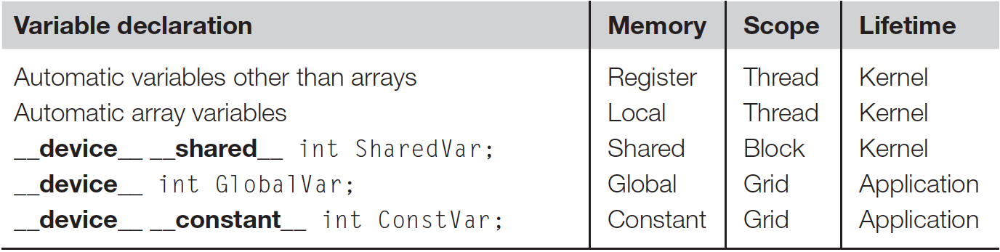 Variable declaration Memory Scope Lifetime
Automatic variables other than arrays Register Thread Kernel
Automatic array variables Local Thread Kernel
__device__ __shared__ int SharedVar; Shared Block Kernel
__device__ int GlobalVar; Global Grid Application
__device__ __constant__ int ConstVar; Constant Grid Application